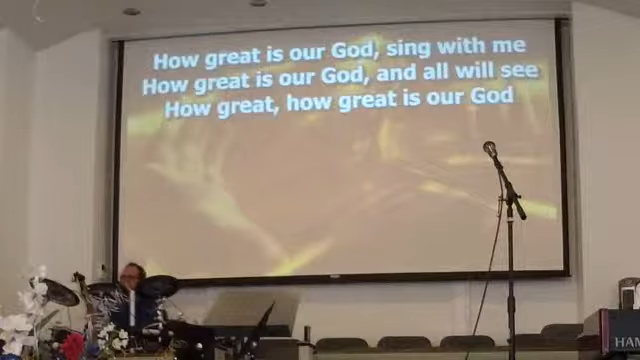 How great is our God, sing with me
How great is our God, and all will see
How great, how great is our God
HAM